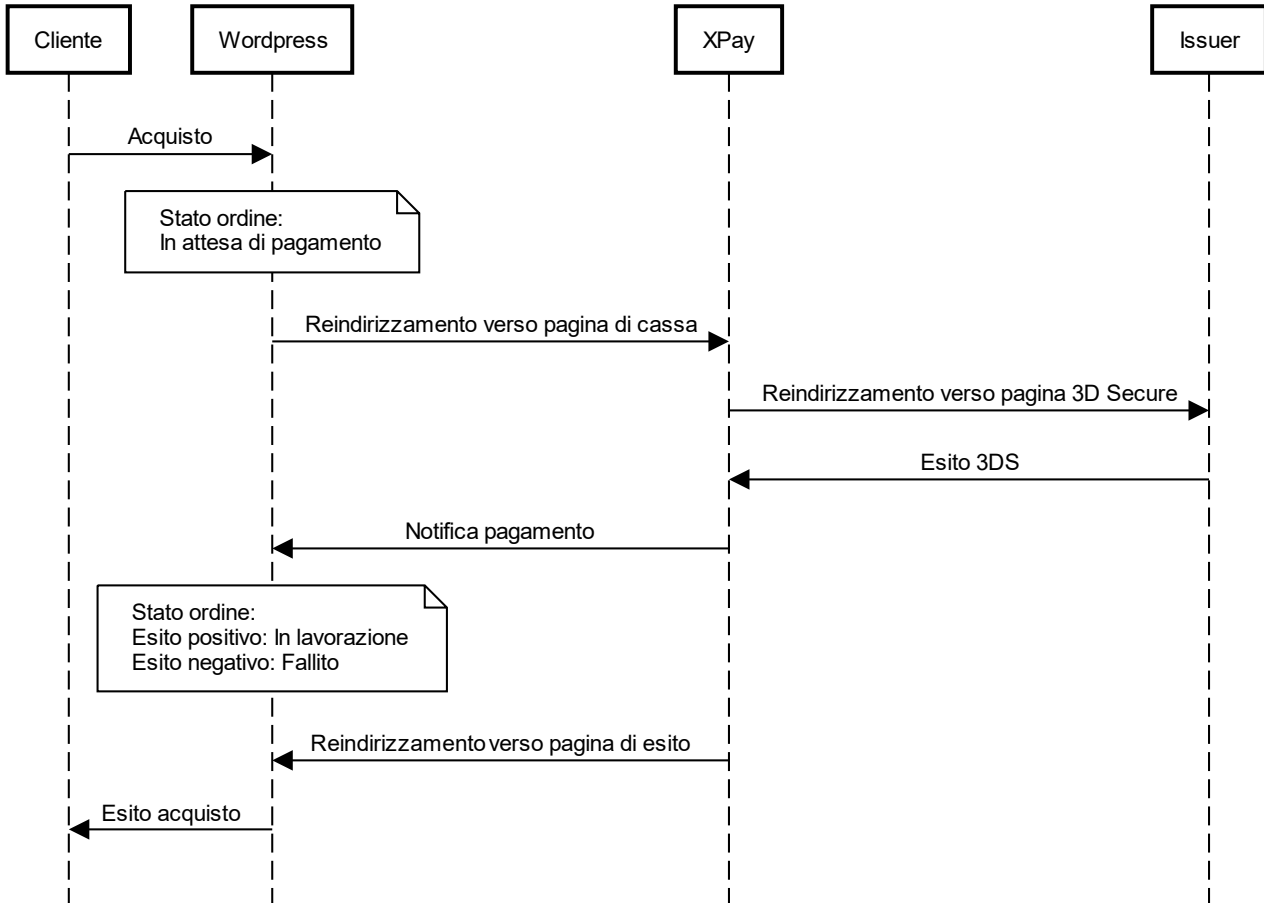 Cliente
Wordpress
XPay
Issuer
Acquisto
Stato ordine:
In attesa di pagamento
Reindirizzamento verso pagina di cassa
Reindirizzamento verso pagina 3D Secure
Esito 3DS
Notifica pagamento
Stato ordine:
Esito positivo: In lavorazione
Esito negativo: Fallito
Reindirizzamento verso pagina di esito
Esito acquisto